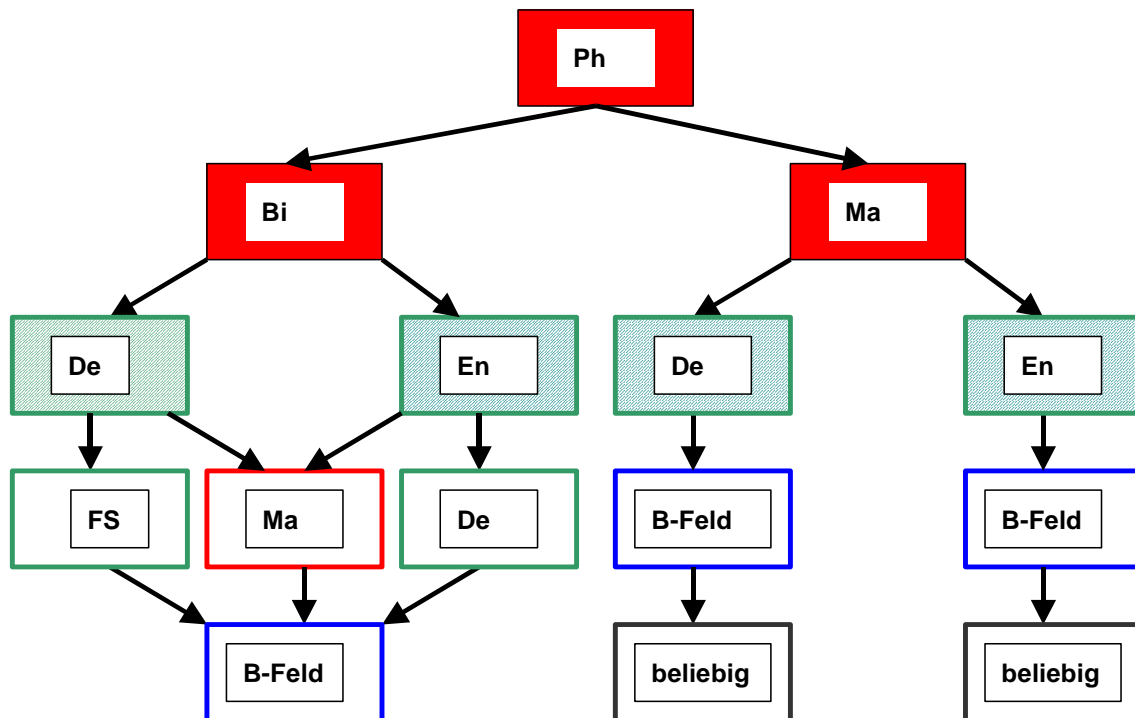 Ph
Bi
Ma
De
En
De
En
FS
Ma
De
B-Feld
B-Feld
B-Feld
beliebig
beliebig